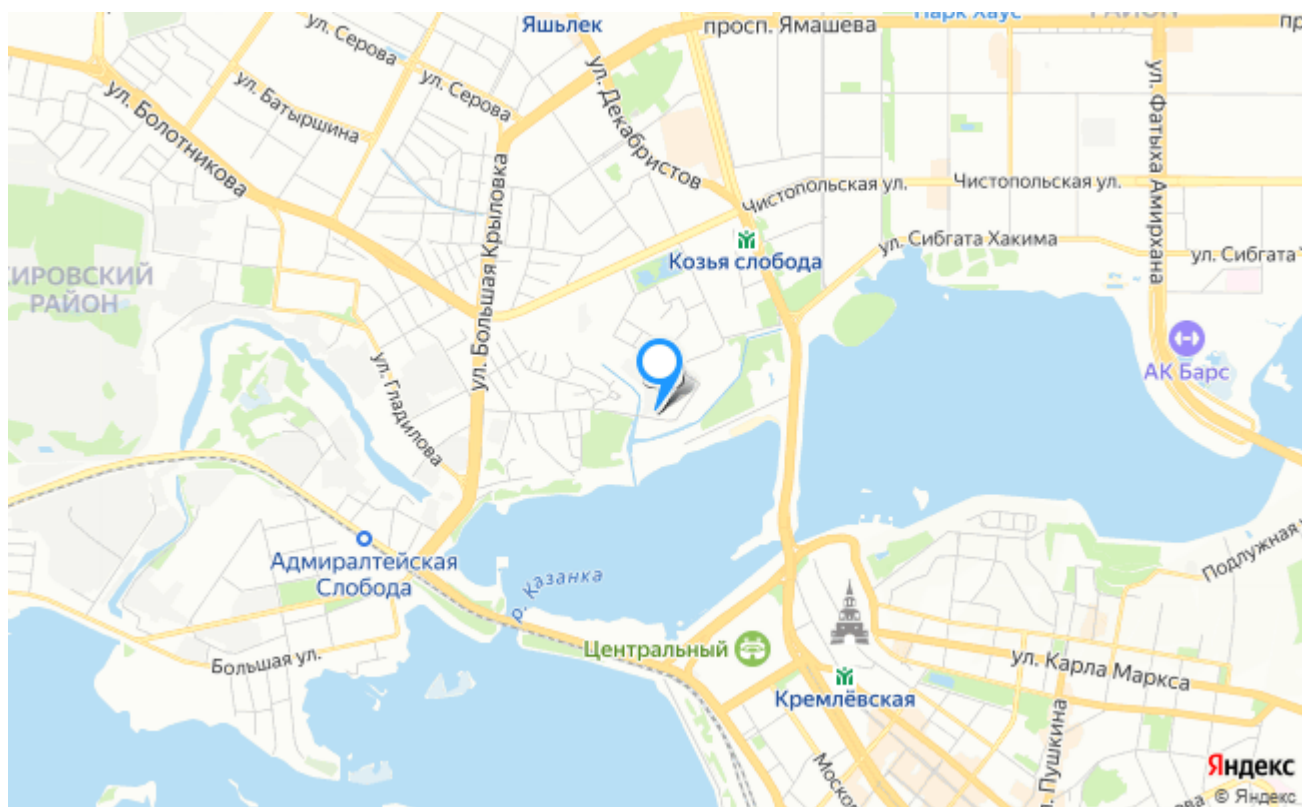 Яшьлек
просп. Ямашева
Парк Хаус
РАЙОН
ул. Серова
ул. Серова
ул. Батыршина
ул. Болотникова
ул. Декабристов
ул. Большая Крыловка
ул. Фатыха Амирхана
Чистопольская ул.
Чистопольская ул.
ул. Сибгата Хакима
ул. Сибгата
Козья слобода
КИРОВСКИЙ
РАЙОН
ул. Гладилова
АК Барс
Адмиралтейская
Слобода
р. Казанка
Подлужная
Большая ул.
Центральный
ул. Карла Маркса
Кремлёвская
ул. Пушкина
Яндекс
© Яндекс